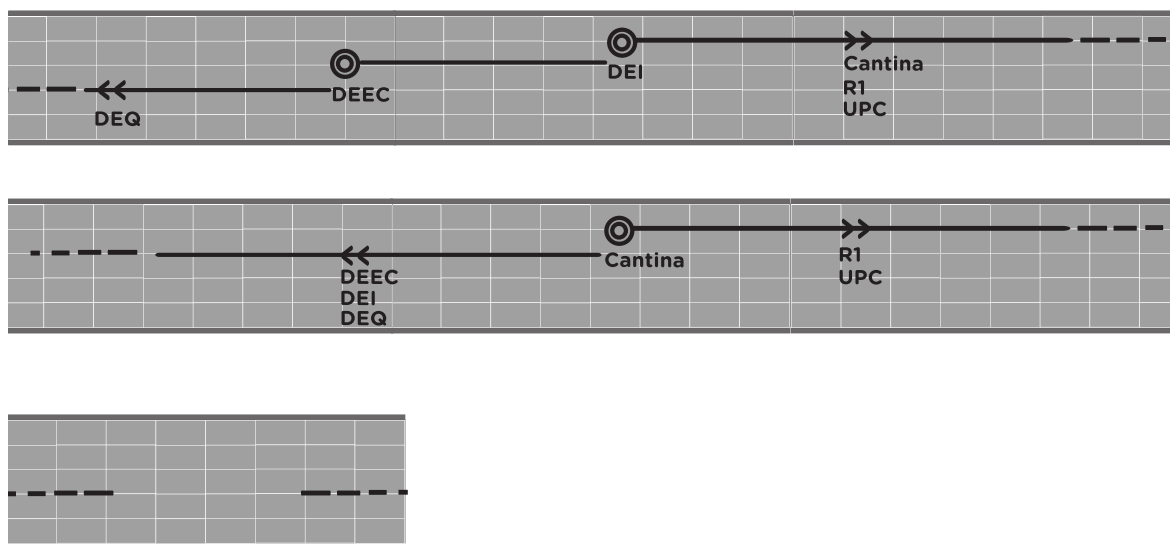 DEI
Cantina
DEEC
R1
UPC
DEQ
Cantina
R1
DEEC
UPC
DEI
DEQ